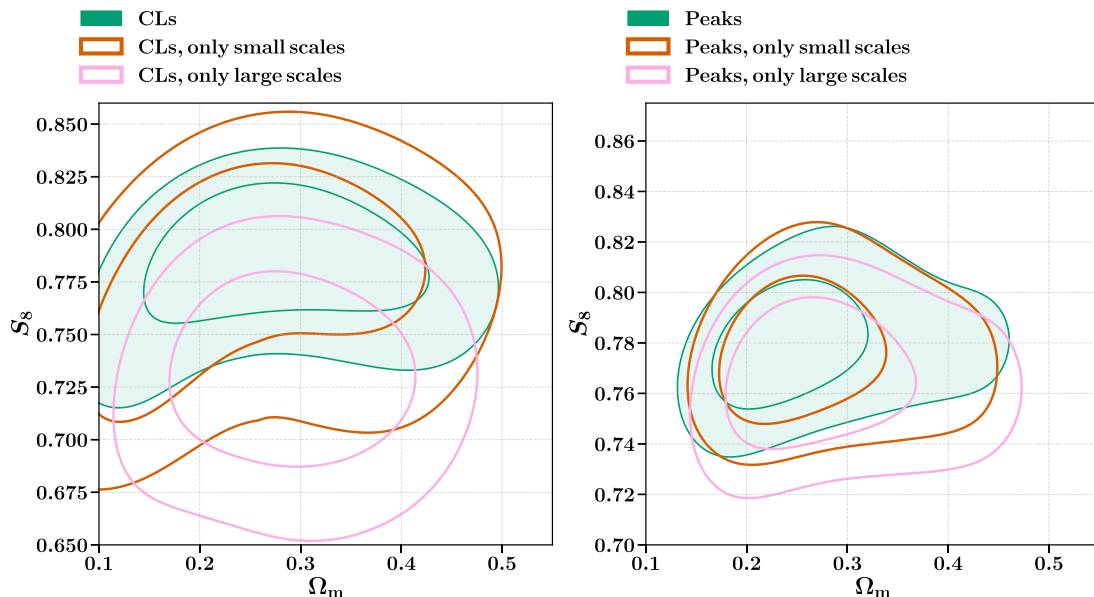 CLs
CLs, only small scales
CLs, only large scales
0.850
0.825
0.800
0.775
0.750
0.725
0.700
0.675
0.650
S₈
0.1 0.2 0.3 0.4 0.5
Ωₘ
Peaks
Peaks, only small scales
Peaks, only large scales
0.86
0.84
0.82
0.80
0.78
0.76
0.74
0.72
0.70
S₈
0.1 0.2 0.3 0.4 0.5
Ωₘ